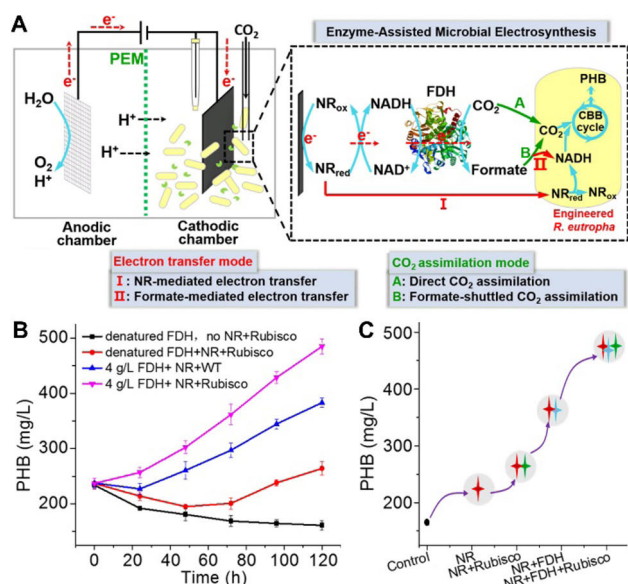 A
e⁻
e⁻
CO₂
PEM
e⁻
e⁻
H₂O
H⁺
H⁺
O₂
H⁺
Anodic
chamber
Cathodic
chamber
Enzyme-Assisted Microbial Electrosynthesis
PHB
NRox
NADH
FDH
CO₂
A
CBB
cycle
CO₂
e⁻
e⁻
e⁻
B
II
NADH
NRred
NAD⁺
Formate
NRred
NRox
I
Engineered
R. eutropha
Electron transfer mode
I : NR-mediated electron transfer
II : Formate-mediated electron transfer
CO₂ assimilation mode
A: Direct CO₂ assimilation
B: Formate-shuttled CO₂ assimilation
B
denatured FDH, no NR+Rubisco
denatured FDH+NR+Rubisco
4 g/L FDH+ NR+WT
4 g/L FDH+ NR+Rubisco
PHB (mg/L)
500
400
300
200
100
0 20 40 60 80 100 120
Time (h)
C
PHB (mg/L)
500
400
300
200
100
Control
NR
NR+Rubisco
NR+FDH
NR+FDH+Rubisco